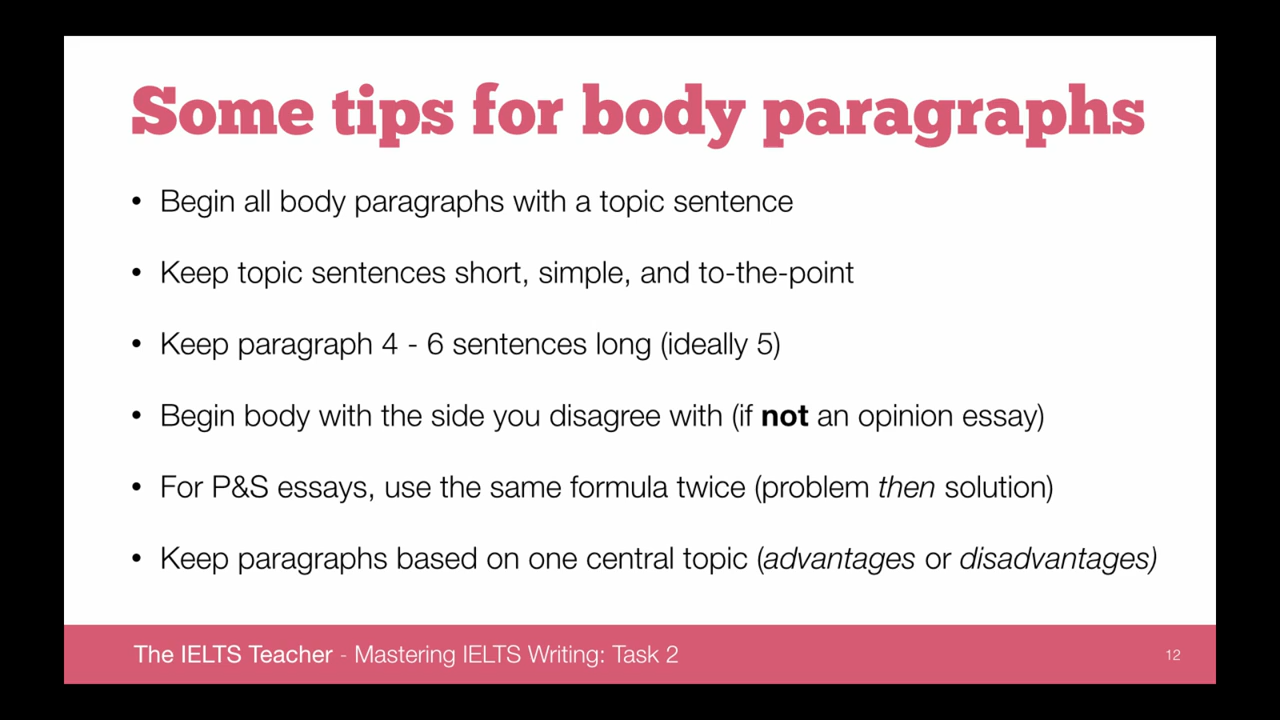 Some tips for body paragraphs
• Begin all body paragraphs with a topic sentence
• Keep topic sentences short, simple, and to-the-point
• Keep paragraph 4 - 6 sentences long (ideally 5)
• Begin body with the side you disagree with (if not an opinion essay)
• For P&S essays, use the same formula twice (problem then solution)
• Keep paragraphs based on one central topic (advantages or disadvantages)
The IELTS Teacher - Mastering IELTS Writing: Task 2
12